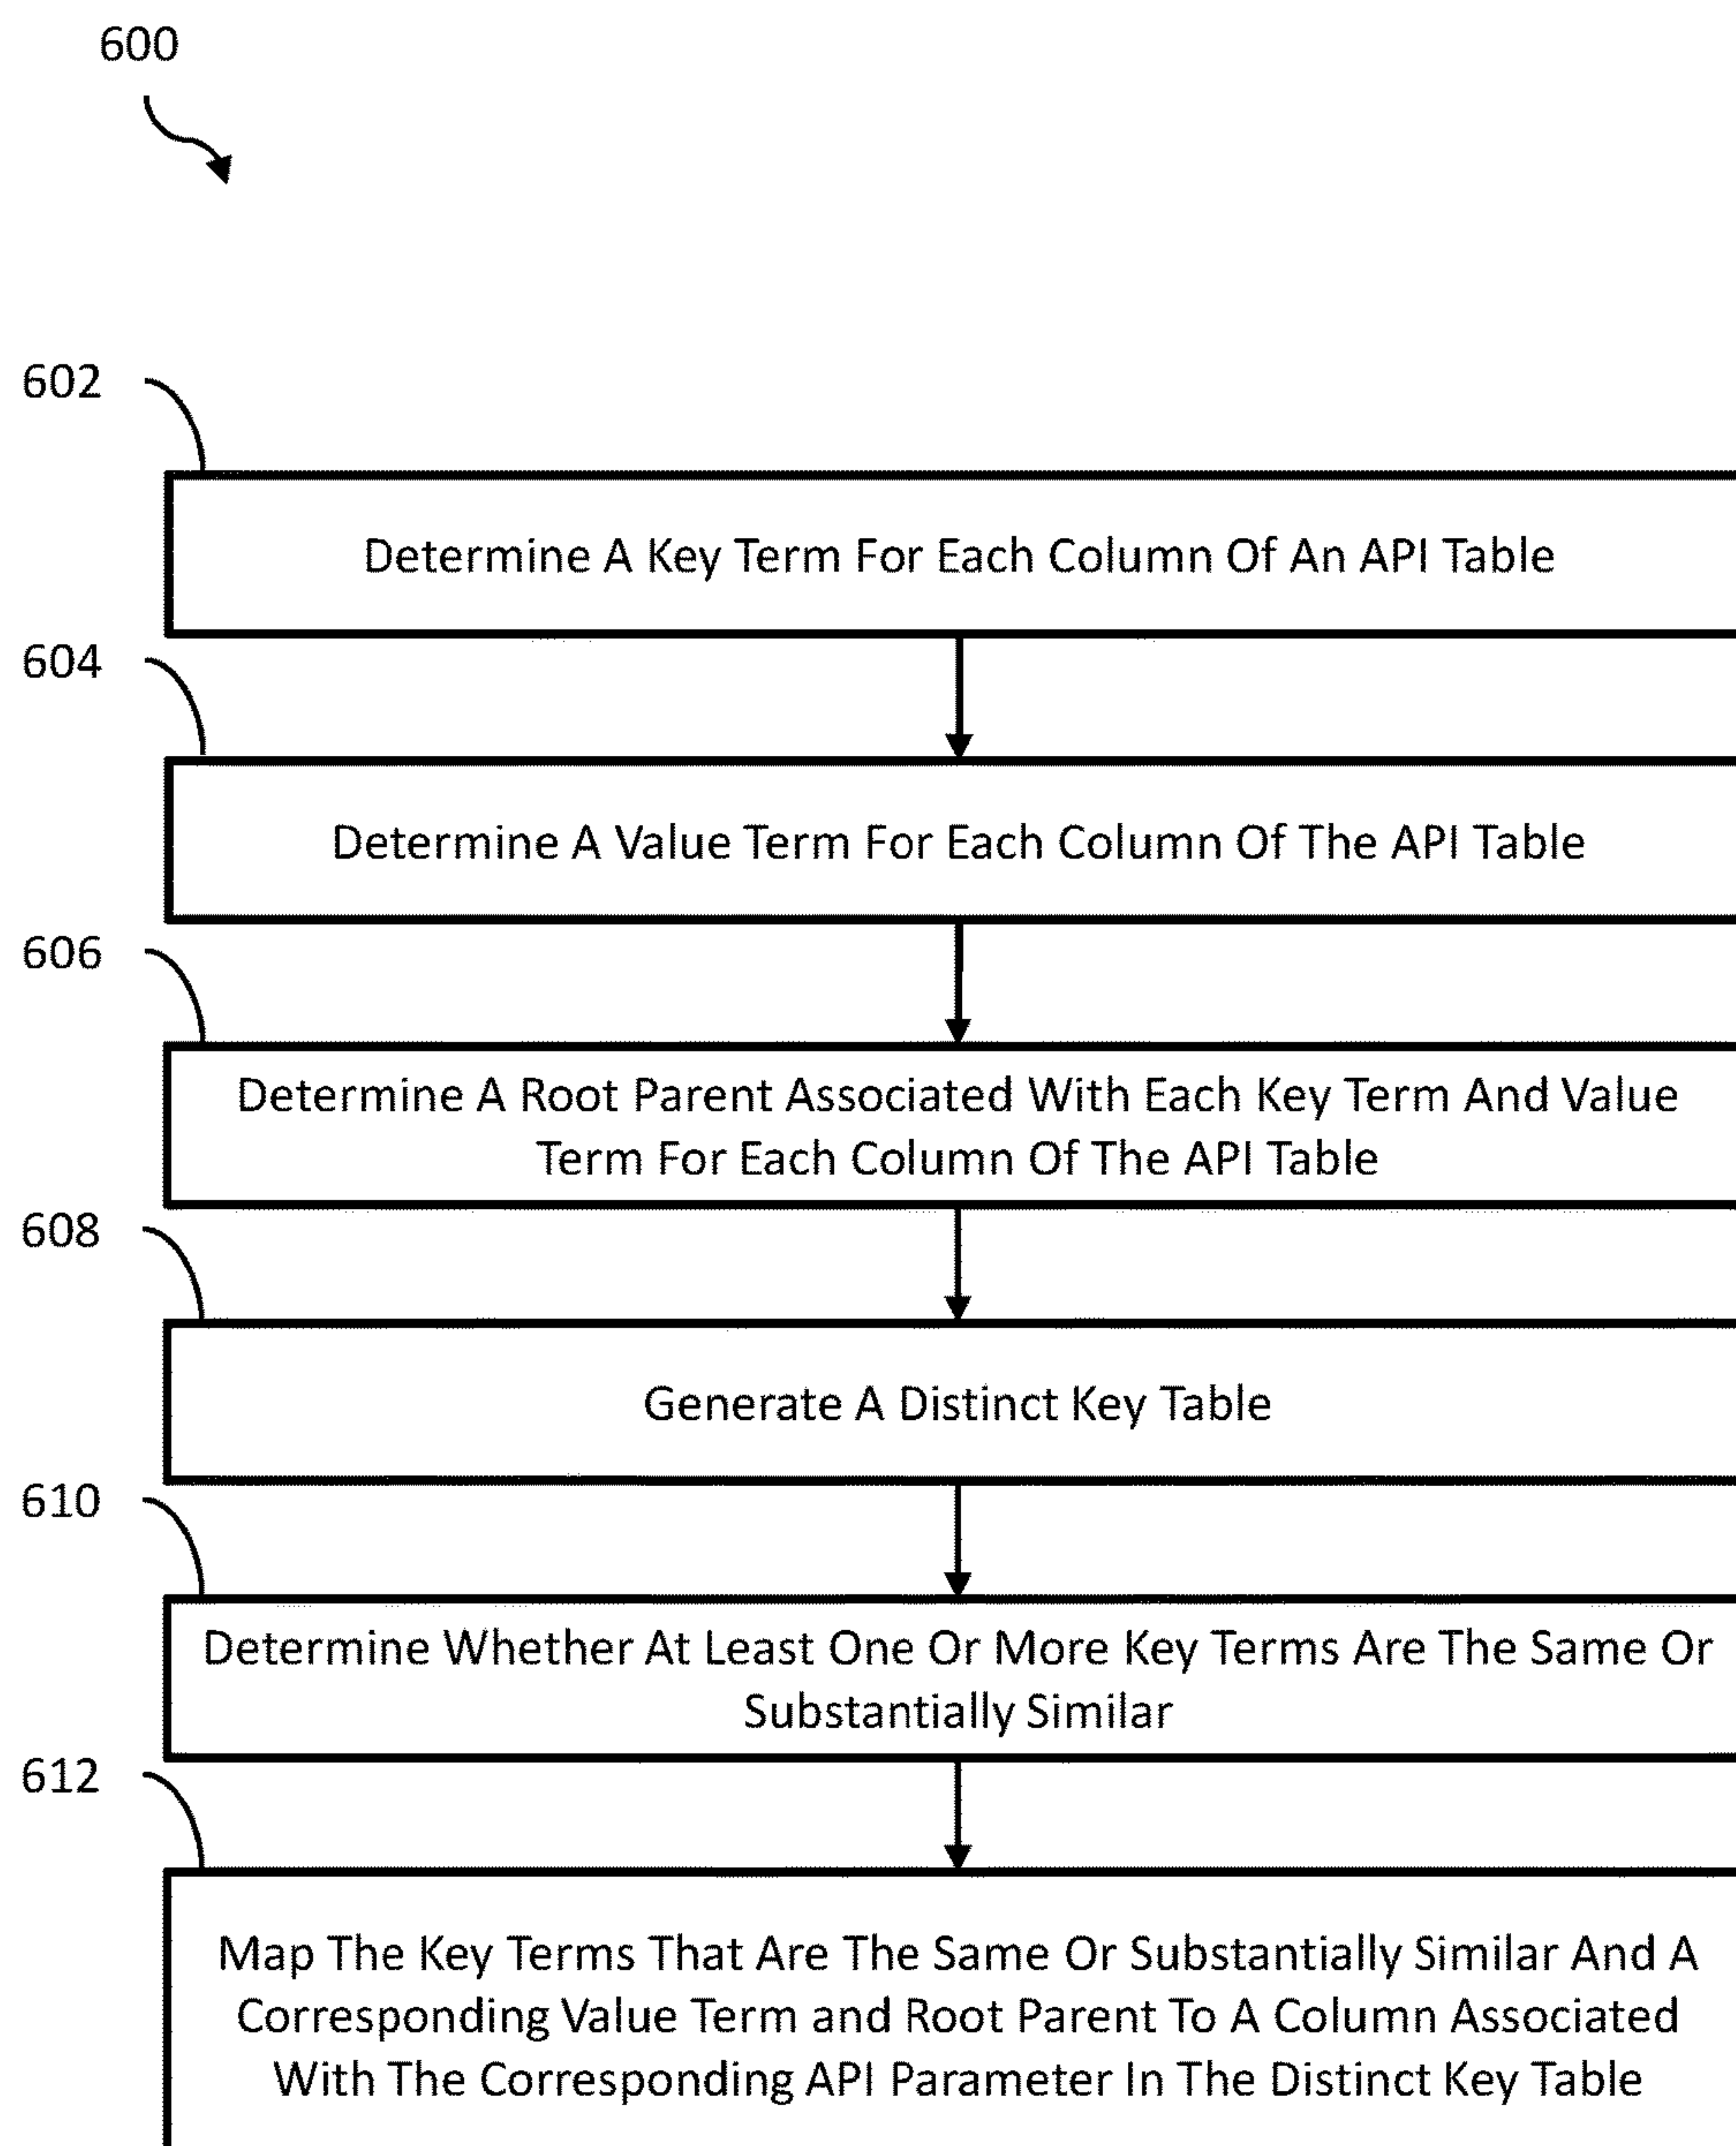 600
602
Determine A Key Term For Each Column Of An API Table
604
Determine A Value Term For Each Column Of The API Table
606
Determine A Root Parent Associated With Each Key Term And Value
Term For Each Column Of The API Table
608
Generate A Distinct Key Table
610
Determine Whether At Least One Or More Key Terms Are The Same Or
Substantially Similar
612
Map The Key Terms That Are The Same Or Substantially Similar And A
Corresponding Value Term and Root Parent To A Column Associated
With The Corresponding API Parameter In The Distinct Key Table